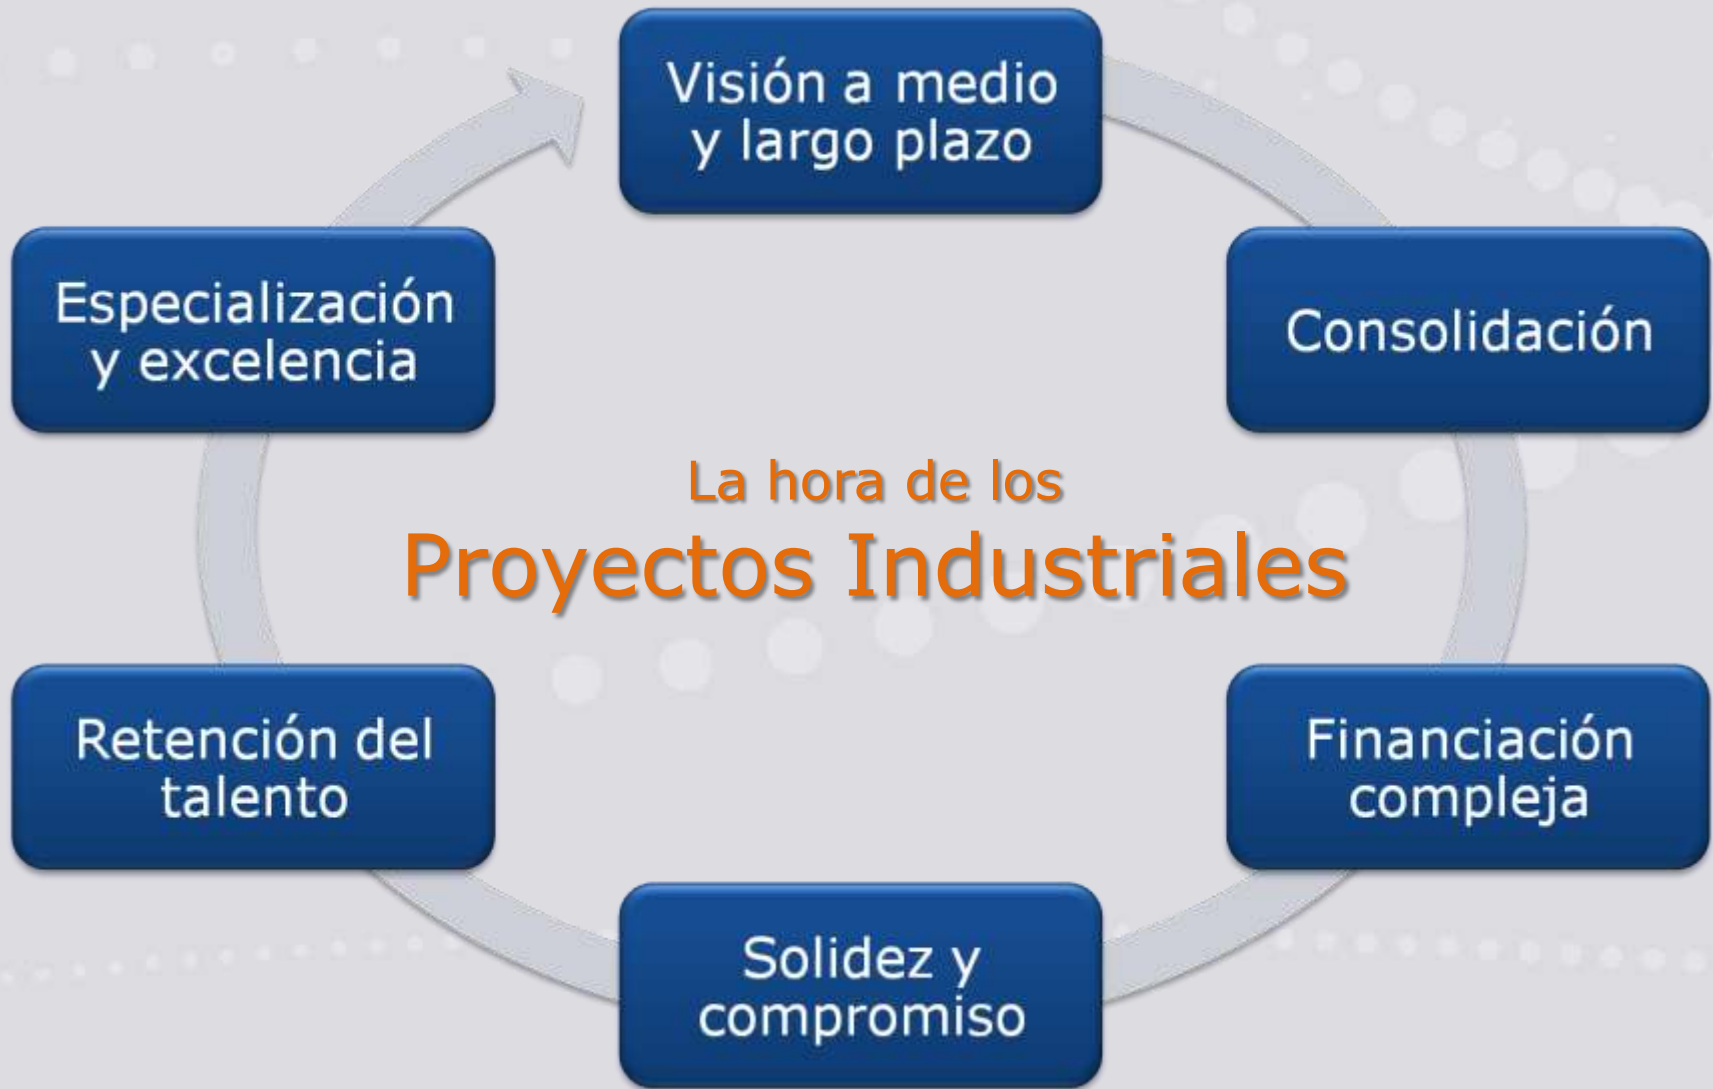 Visión a medio
y largo plazo
Consolidación
Financiación
compleja
Solidez y
compromiso
Retención del
talento
Especialización
y excelencia
La hora de los
Proyectos Industriales